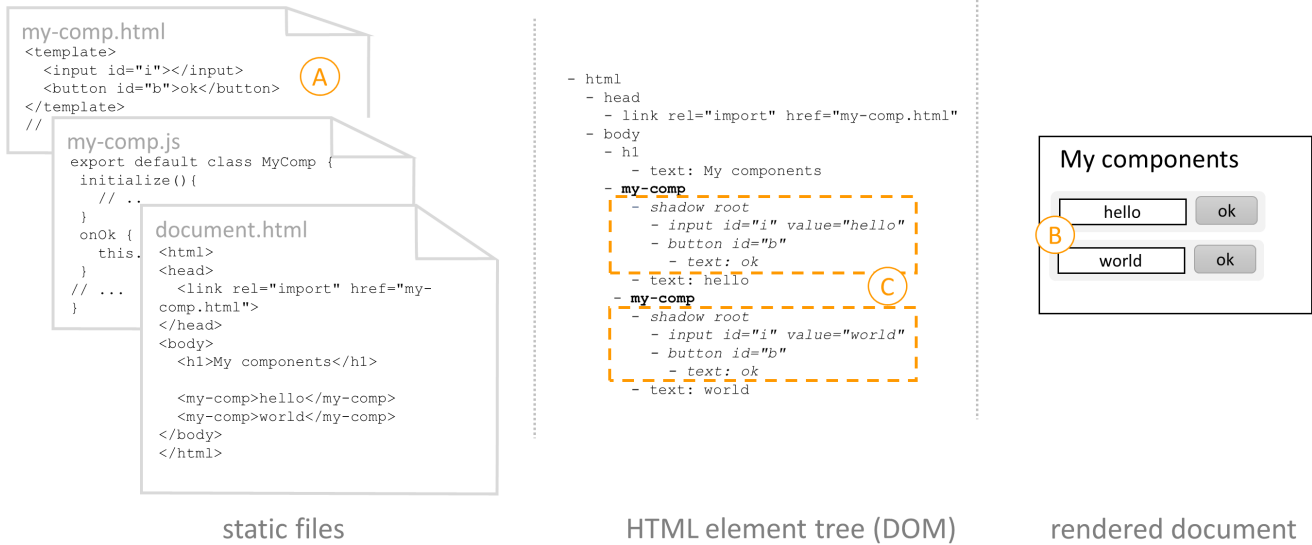 my-comp.html
<template>
<input id="i"></input>
<button id="b">ok</button>
</template>
//
A
my-comp.js
export default class MyComp {
initialize(){
// ..
}
onOk {
this.
}
// ...
}
document.html
<html>
<head>
<link rel="import" href="my-
comp.html">
</head>
<body>
<h1>My components</h1>
<my-comp>hello</my-comp>
<my-comp>world</my-comp>
</body>
</html>
static files
- html
- head
- link rel="import" href="my-comp.html"
- body
- h1
- text: My components
- my-comp
- shadow root
- input id="i" value="hello"
- button id="b"
- text: ok
- text: hello
C
- my-comp
- shadow root
- input id="i" value="world"
- button id="b"
- text: ok
- text: world
HTML element tree (DOM)
My components
hello ok
B
world ok
rendered document